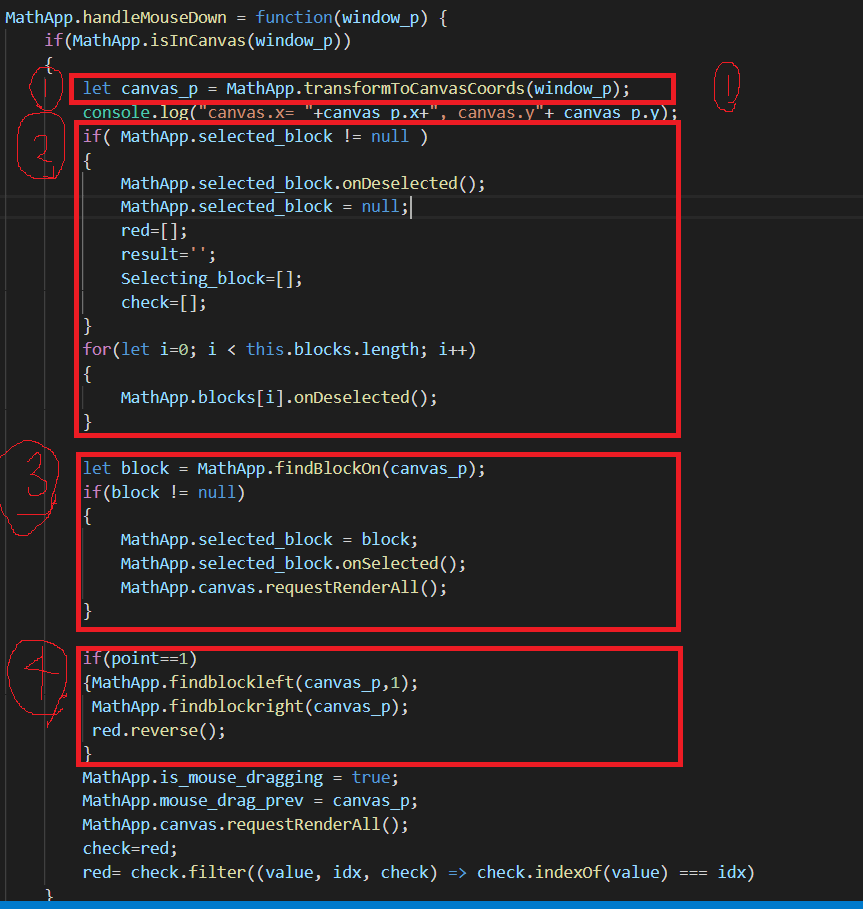 MathApp.handleMouseDown = function(window_p) {
if(MathApp.isInCanvas(window_p))
{
1
let canvas_p = MathApp.transformToCanvasCoords(window_p);
1
console.log("canvas.x= "+canvas_p.x+", canvas.y"+ canvas_p.y);
2
if( MathApp.selected_block != null )
{
MathApp.selected_block.onDeselected();
MathApp.selected_block = null;
red=[];
result='';
Selecting_block=[];
check=[];
}
for(let i=0; i < this.blocks.length; i++)
{
MathApp.blocks[i].onDeselected();
}
3
let block = MathApp.findBlockOn(canvas_p);
if(block != null)
{
MathApp.selected_block = block;
MathApp.selected_block.onSelected();
MathApp.canvas.requestRenderAll();
}
4
if(point==1)
{MathApp.findblockleft(canvas_p,1);
MathApp.findblockright(canvas_p);
red.reverse();
}
MathApp.is_mouse_dragging = true;
MathApp.mouse_drag_prev = canvas_p;
MathApp.canvas.requestRenderAll();
check=red;
red= check.filter((value, idx, check) => check.indexOf(value) === idx)
}